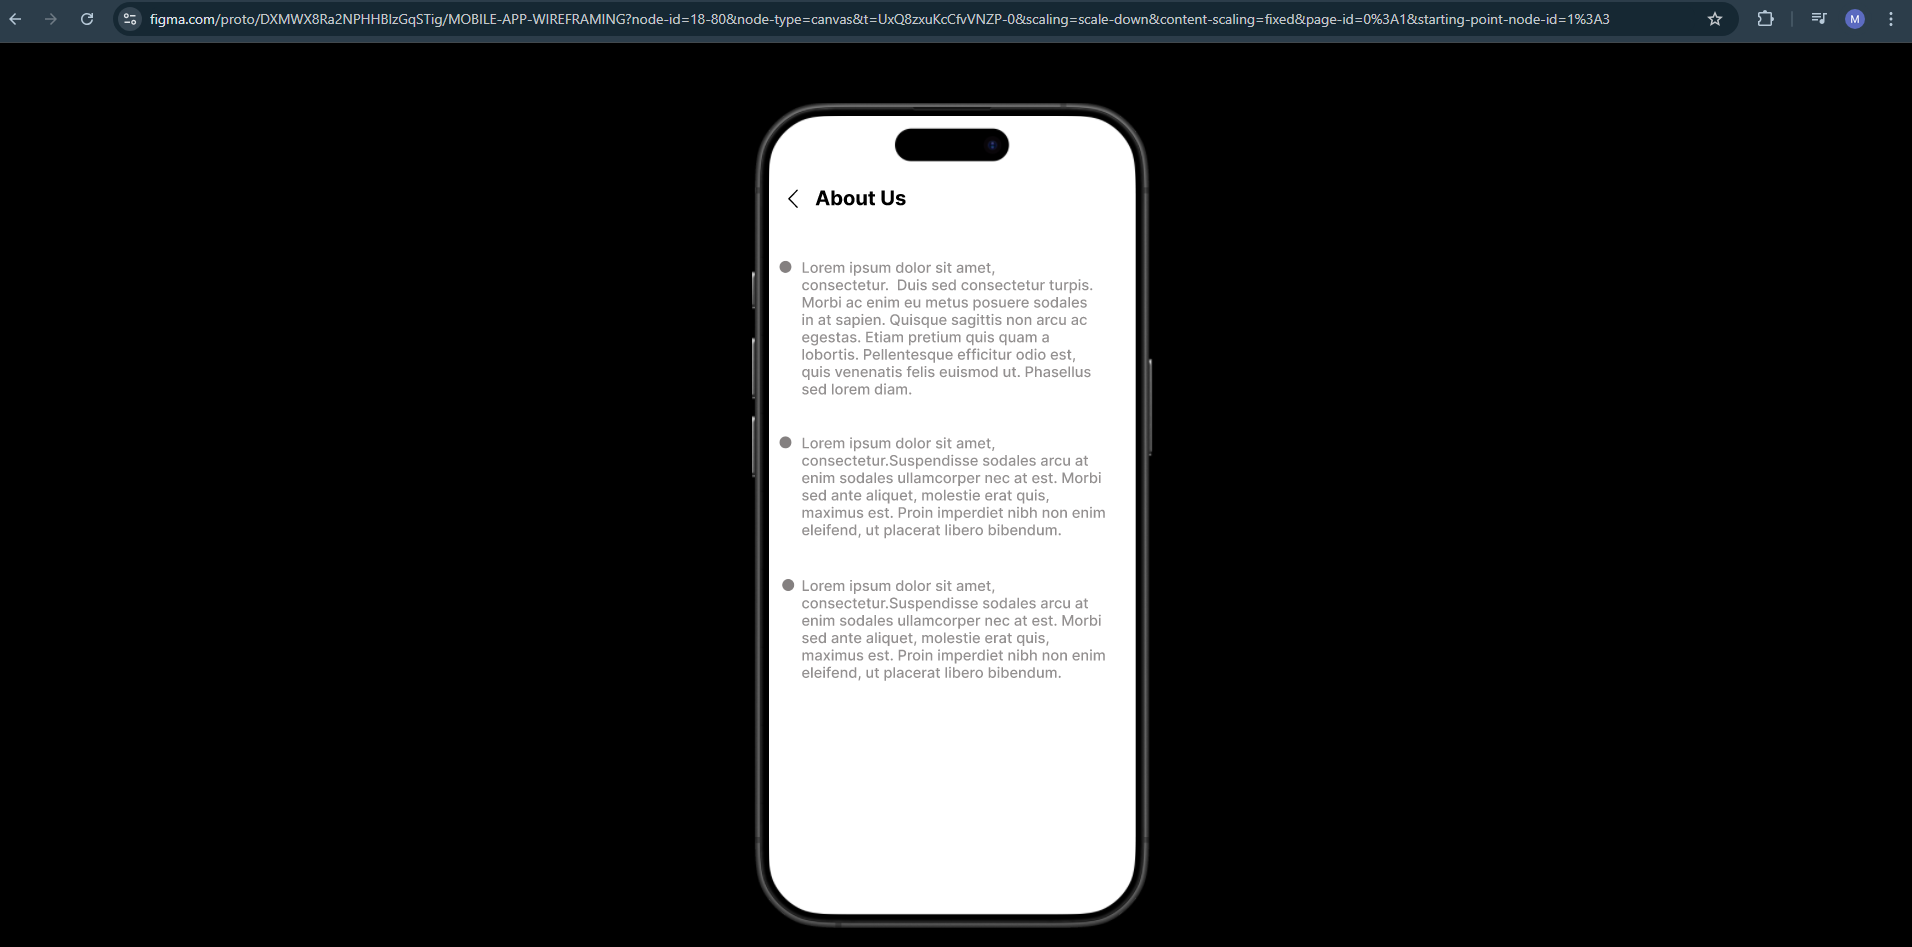 figma.com/proto/DXMWX8Ra2NPHHBlzGqSTig/MOBILE-APP-WIREFRAMING?node-id=18-80&node-type=canvas&t=UxQ8zxuKcCfvVNZP-0&scaling=scale-down&content-scaling=fixed&page-id=0%3A1&starting-point-node-id=1%3A3
M
About Us
Lorem ipsum dolor sit amet,
consectetur.  Duis sed consectetur turpis.
Morbi ac enim eu metus posuere sodales
in at sapien. Quisque sagittis non arcu ac
egestas. Etiam pretium quis quam a
lobortis. Pellentesque efficitur odio est,
quis venenatis felis euismod ut. Phasellus
sed lorem diam.
Lorem ipsum dolor sit amet,
consectetur.Suspendisse sodales arcu at
enim sodales ullamcorper nec at est. Morbi
sed ante aliquet, molestie erat quis,
maximus est. Proin imperdiet nibh non enim
eleifend, ut placerat libero bibendum.
Lorem ipsum dolor sit amet,
consectetur.Suspendisse sodales arcu at
enim sodales ullamcorper nec at est. Morbi
sed ante aliquet, molestie erat quis,
maximus est. Proin imperdiet nibh non enim
eleifend, ut placerat libero bibendum.